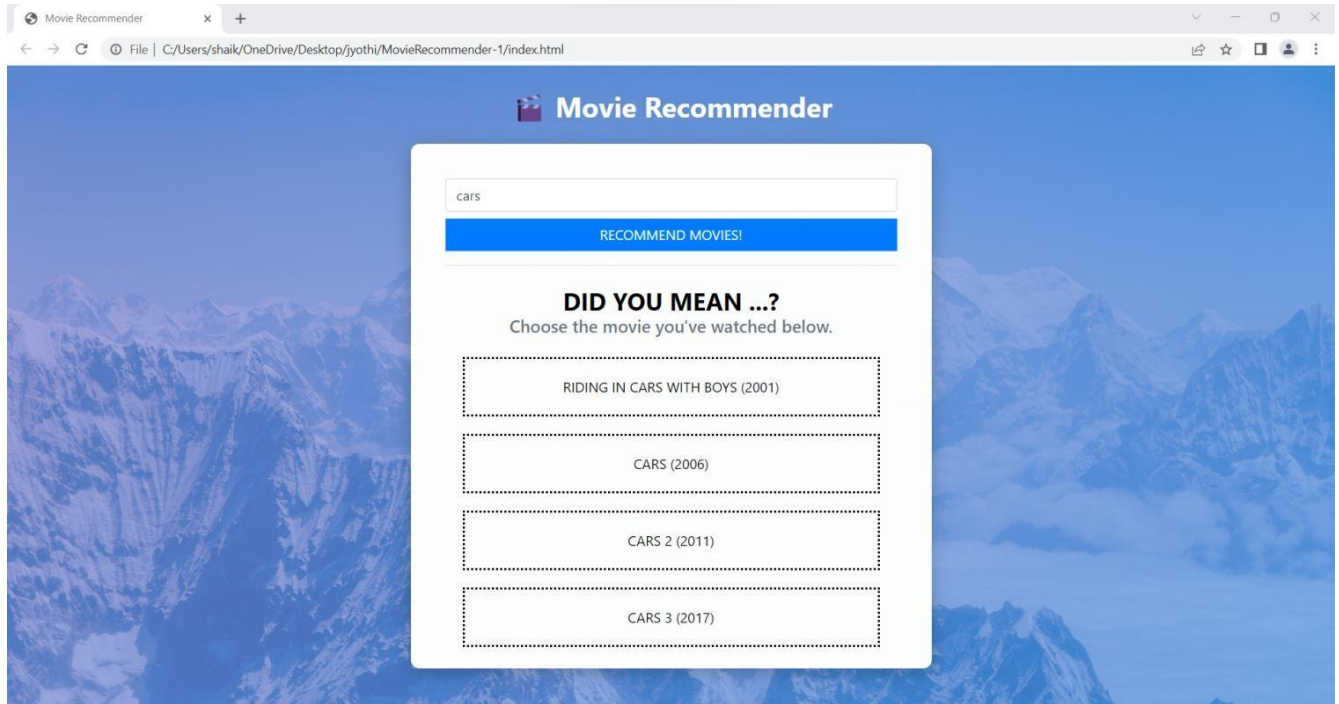 Movie Recommender
File | C:/Users/shaik/OneDrive/Desktop/jyothi/MovieRecommender-1/index.html
Movie Recommender
cars
RECOMMEND MOVIES!
DID YOU MEAN ...?
Choose the movie you've watched below.
RIDING IN CARS WITH BOYS (2001)
CARS (2006)
CARS 2 (2011)
CARS 3 (2017)